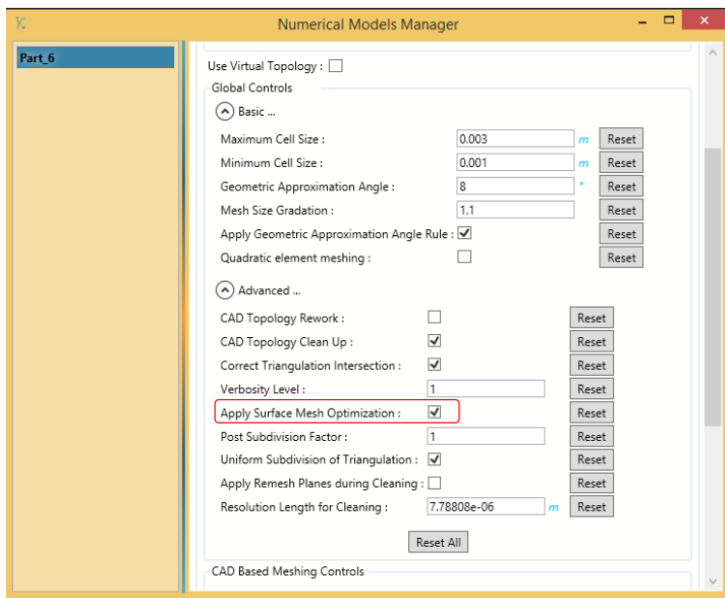 Numerical Models Manager
Part_6
Use Virtual Topology :
Global Controls
Basic ...
Maximum Cell Size : 0.003 m Reset
Minimum Cell Size : 0.001 m Reset
Geometric Approximation Angle : 8 ° Reset
Mesh Size Gradation : 1.1 Reset
Apply Geometric Approximation Angle Rule : Reset
Quadratic element meshing : Reset
Advanced ...
CAD Topology Rework : Reset
CAD Topology Clean Up : Reset
Correct Triangulation Intersection : Reset
Verbosity Level : 1 Reset
Apply Surface Mesh Optimization : Reset
Post Subdivision Factor : 1 Reset
Uniform Subdivision of Triangulation : Reset
Apply Remesh Planes during Cleaning : Reset
Resolution Length for Cleaning : 7.78808e-06 m Reset
Reset All
CAD Based Meshing Controls